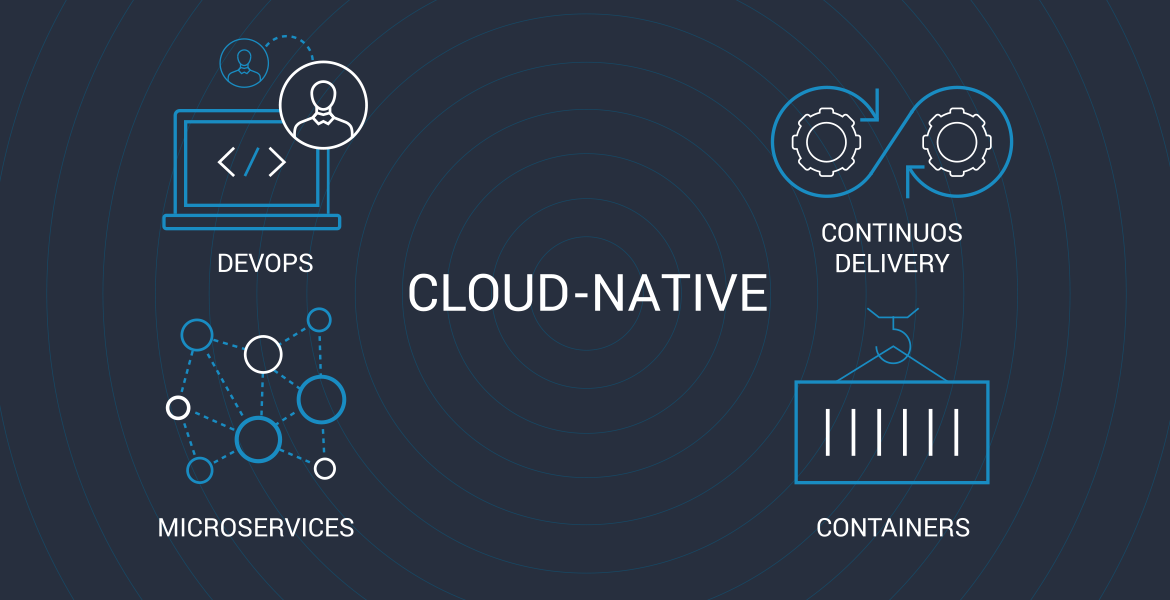 DEVOPS
CONTINUOS
DELIVERY
CLOUD-NATIVE
MICROSERVICES
CONTAINERS